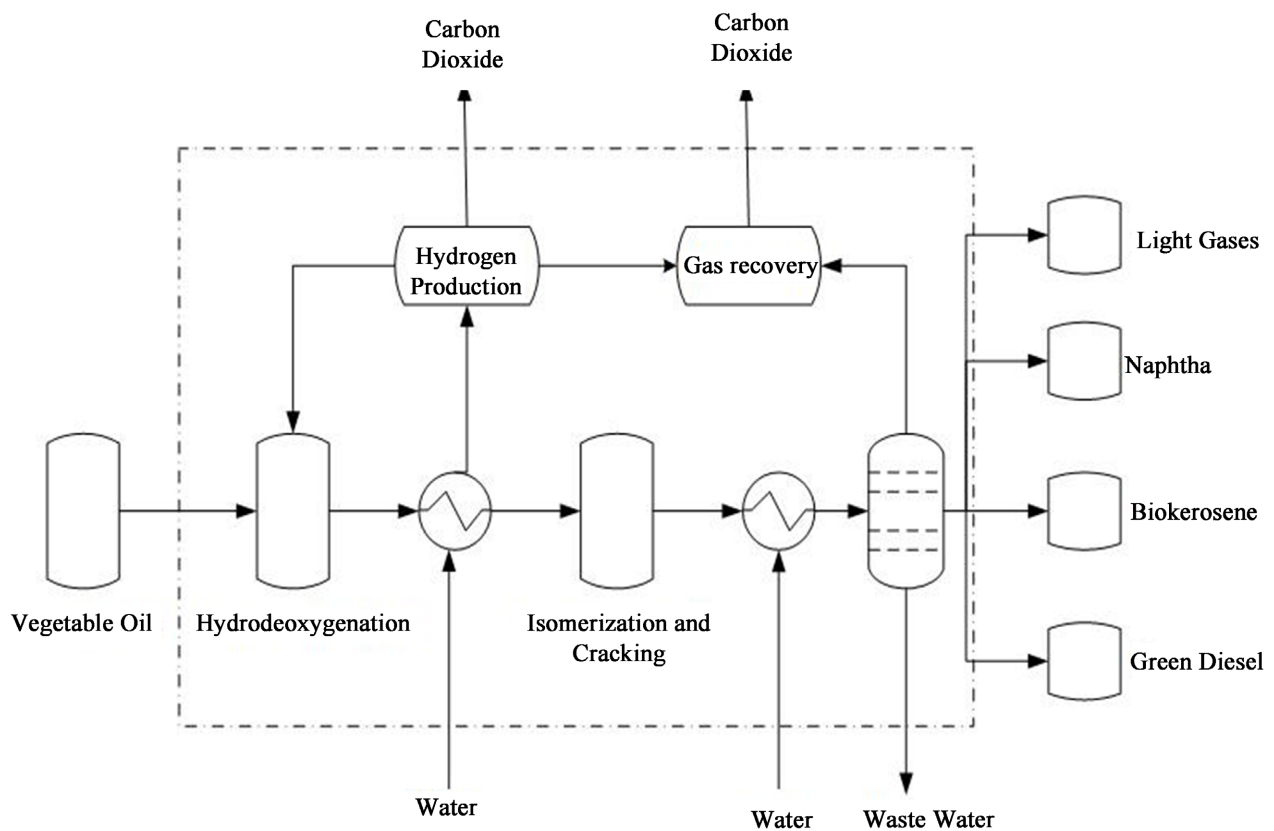 Carbon
Dioxide
Carbon
Dioxide
Hydrogen
Production
Gas recovery
Light Gases
Naphtha
Biokerosene
Green Diesel
Vegetable Oil
Hydrodeoxygenation
Isomerization and
Cracking
Water
Water
Waste Water